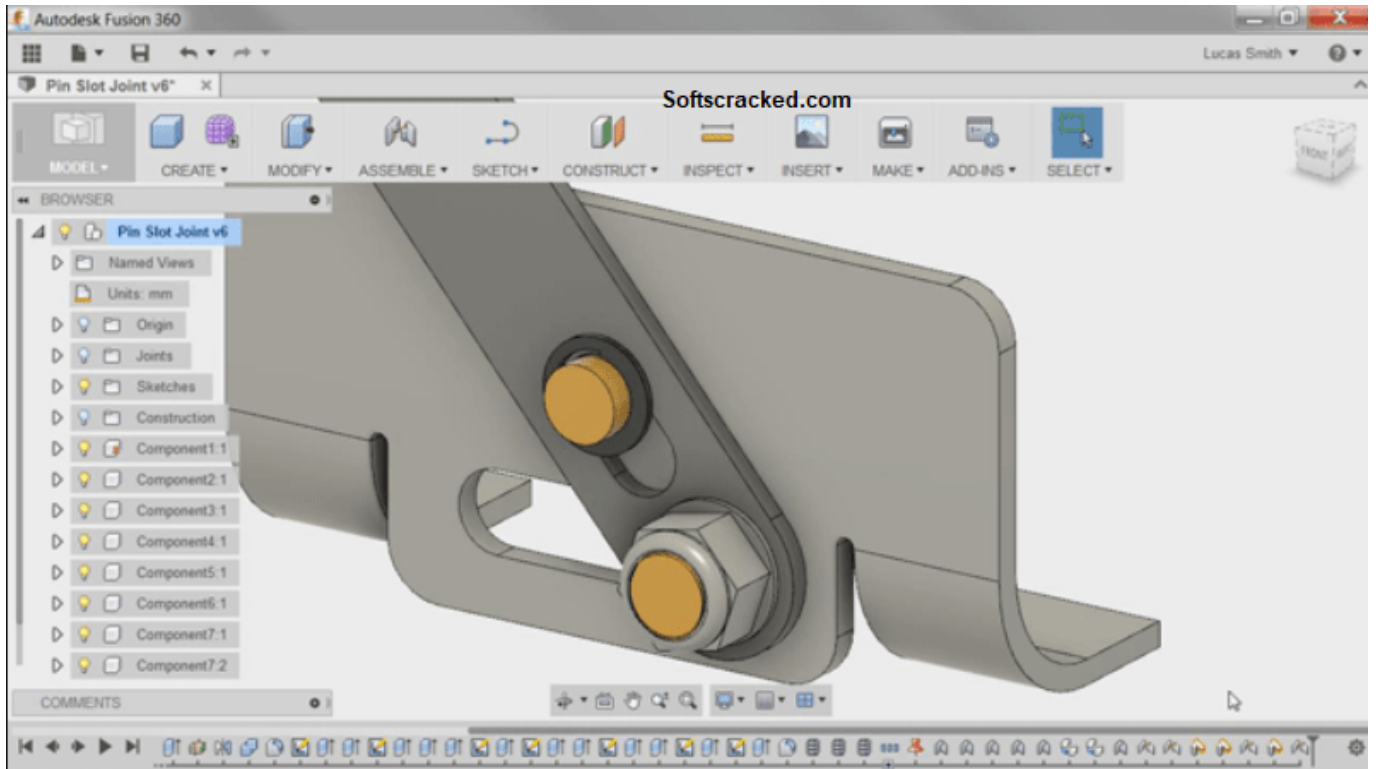 Autodesk Fusion 360
Lucas Smith
Pin Slot Joint v6*
Softscracked.com
MODEL CREATE MODIFY ASSEMBLE SKETCH CONSTRUCT INSPECT INSERT MAKE ADD-INS SELECT
FRONT
BROWSER
Pin Slot Joint v6
Named Views
Units: mm
Origin
Joints
Sketches
Construction
Component1:1
Component2:1
Component3:1
Component4:1
Component5:1
Component6:1
Component7:1
Component7:2
COMMENTS